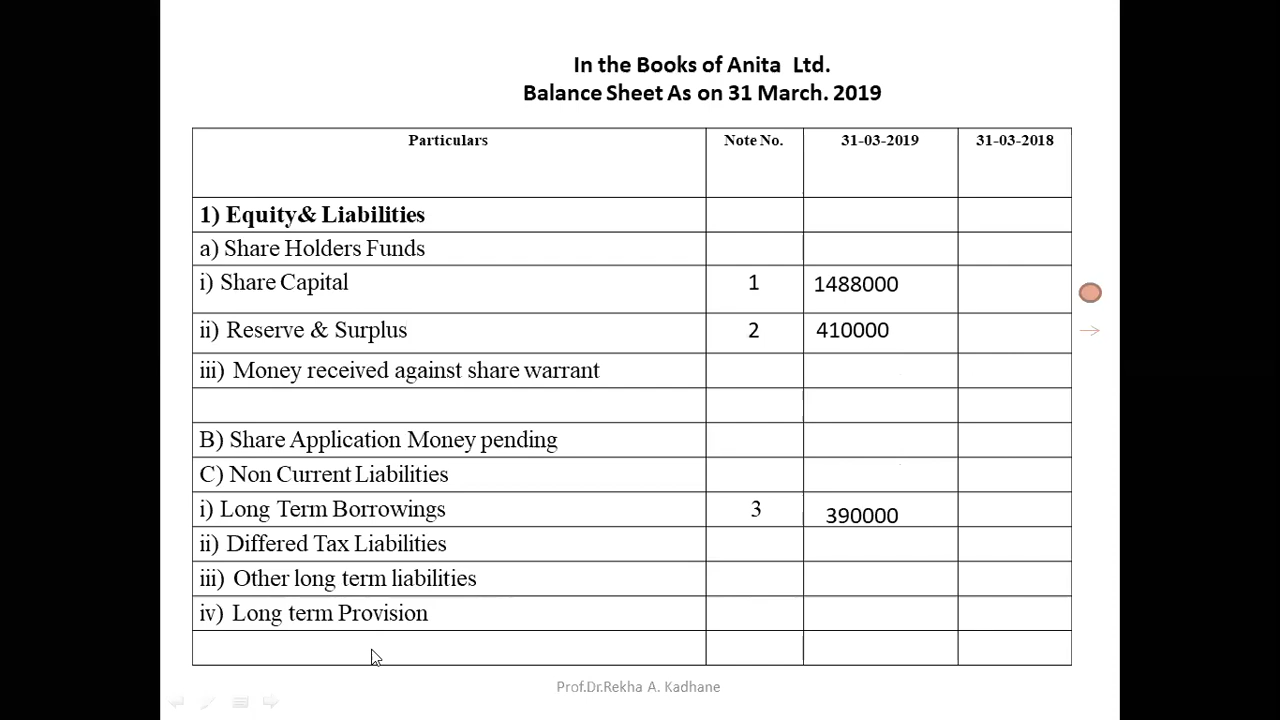 In the Books of Anita Ltd.
Balance Sheet As on 31 March. 2019
Particulars Note No. 31-03-2019 31-03-2018
1) Equity& Liabilities
a) Share Holders Funds
i) Share Capital 1 1488000
ii) Reserve & Surplus 2 410000
iii) Money received against share warrant
B) Share Application Money pending
C) Non Current Liabilities
i) Long Term Borrowings 3 390000
ii) Differed Tax Liabilities
iii) Other long term liabilities
iv) Long term Provision
Prof.Dr.Rekha A. Kadhane